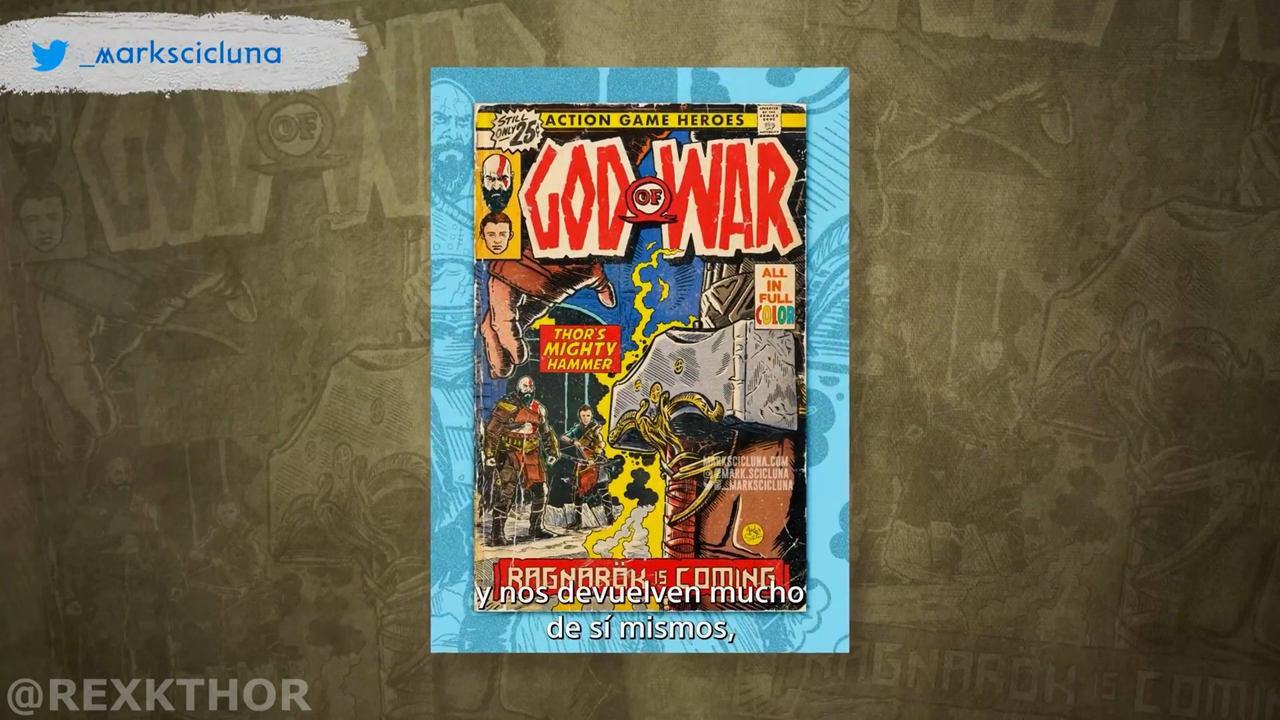 _markscicluna
STILL
ONLY 25¢
ACTION GAME HEROES
GOD OF WAR
ALL
IN
FULL
COLOR
THOR'S
MIGHTY
HAMMER
MARKSCICLUNA.COM
@MARK.SCICLUNA
@_MARKSCICLUNA
RAGNARÖK IS COMING
y nos devuelven mucho
de sí mismos,
@REXKTHOR